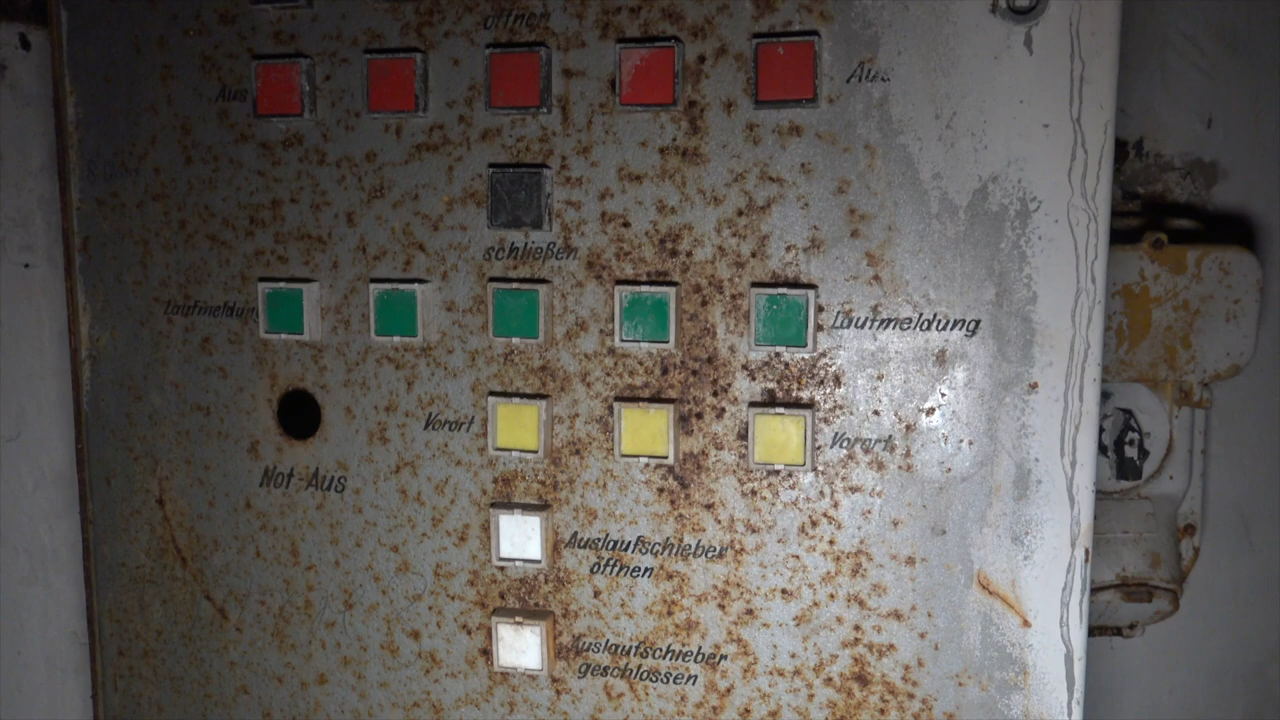 öffnen
Aus
Aus
schließen
Laufmeldung
Laufmeldung
Vorort
Vorort
Not-Aus
Auslaufschieber
öffnen
Auslaufschieber
geschlossen